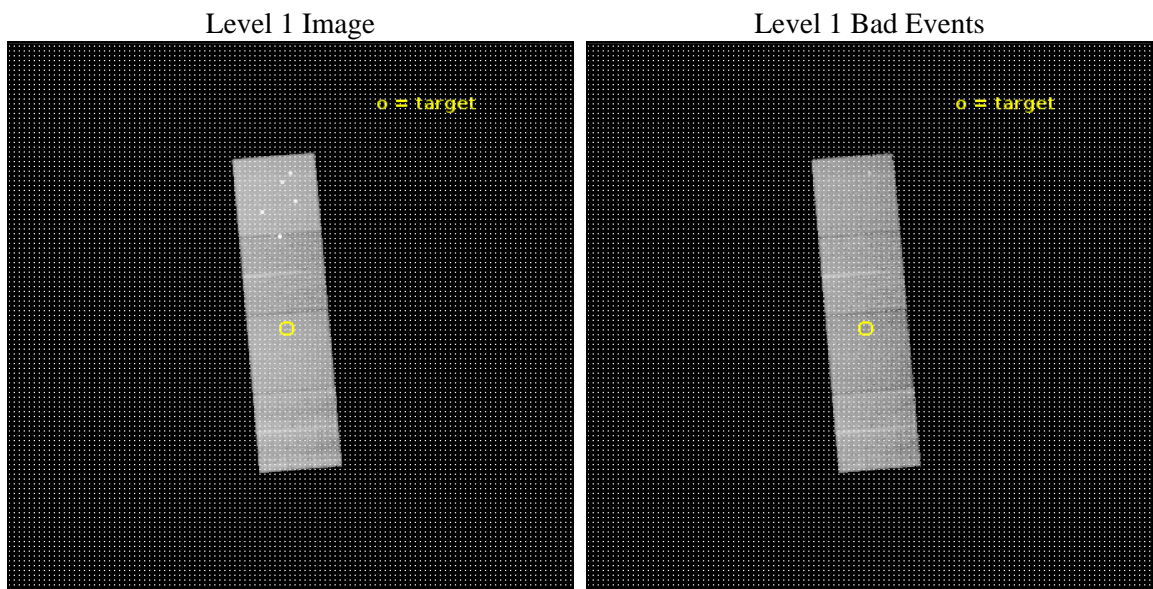 Level 1 Image
Level 1 Bad Events
o = target
o = target